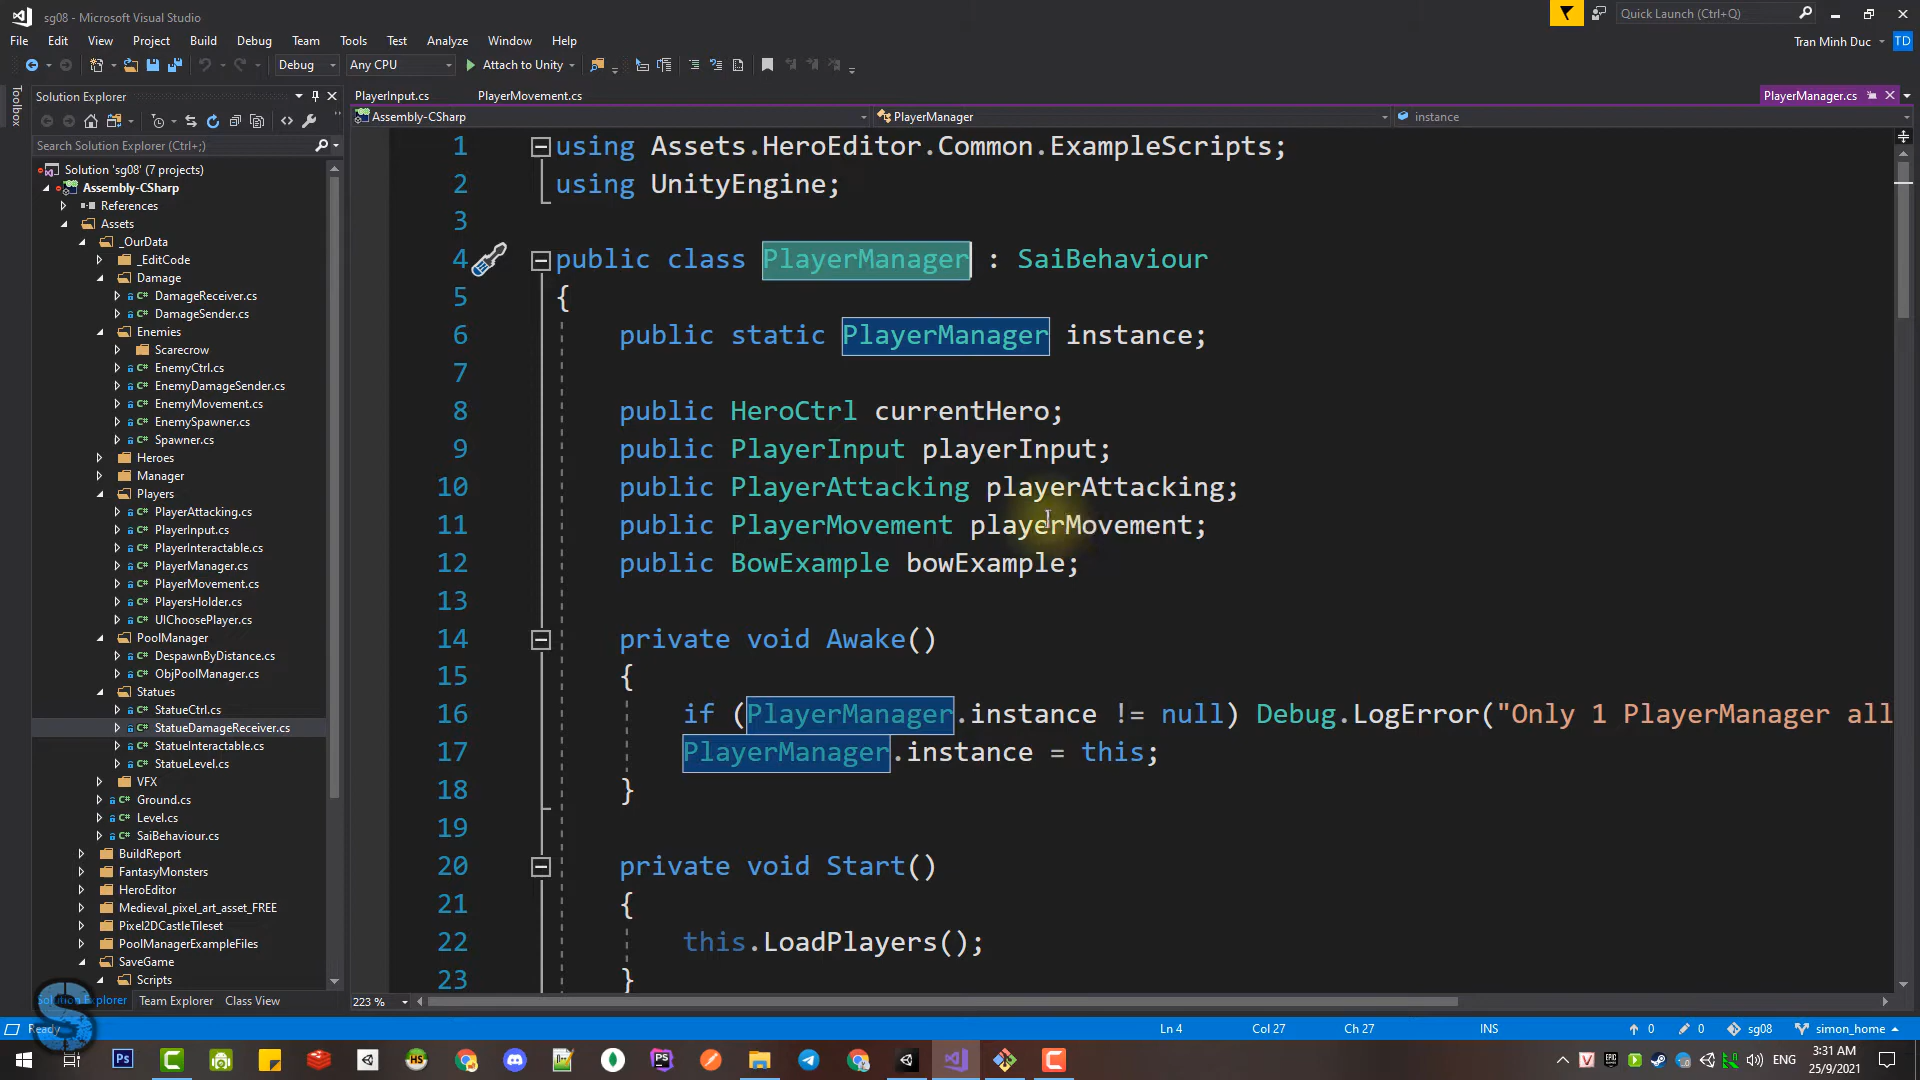 sg08 - Microsoft Visual Studio
Quick Launch (Ctrl+Q)
File Edit View Project Build Debug Team Tools Test Analyze Window Help
Tran Minh Duc TD
Debug Any CPU Attach to Unity
Toolbox
Solution Explorer
Search Solution Explorer (Ctrl+;)
Solution 'sg08' (7 projects)
Assembly-CSharp
References
Assets
_OurData
_EditCode
Damage
DamageReceiver.cs
DamageSender.cs
Enemies
Scarecrow
EnemyCtrl.cs
EnemyDamageSender.cs
EnemyMovement.cs
EnemySpawner.cs
Spawner.cs
Heroes
Manager
Players
PlayerAttacking.cs
PlayerInput.cs
PlayerInteractable.cs
PlayerManager.cs
PlayerMovement.cs
PlayersHolder.cs
UIChoosePlayer.cs
PoolManager
DespawnByDistance.cs
ObjPoolManager.cs
Statues
StatueCtrl.cs
StatueDamageReceiver.cs
StatueInteractable.cs
StatueLevel.cs
VFX
Ground.cs
Level.cs
SaiBehaviour.cs
BuildReport
FantasyMonsters
HeroEditor
Medieval_pixel_art_asset_FREE
Pixel2DCastleTileset
PoolManagerExampleFiles
SaveGame
Scripts
Solution Explorer Team Explorer Class View
PlayerInput.cs PlayerMovement.cs PlayerManager.cs
Assembly-CSharp PlayerManager instance
1 using Assets.HeroEditor.Common.ExampleScripts;
2 using UnityEngine;
3
4 public class PlayerManager : SaiBehaviour
5 {
6 public static PlayerManager instance;
7
8 public HeroCtrl currentHero;
9 public PlayerInput playerInput;
10 public PlayerAttacking playerAttacking;
11 public PlayerMovement playerMovement;
12 public BowExample bowExample;
13
14 private void Awake()
15 {
16 if (PlayerManager.instance != null) Debug.LogError("Only 1 PlayerManager all
17 PlayerManager.instance = this;
18 }
19
20 private void Start()
21 {
22 this.LoadPlayers();
23 }
223 %
Ready Ln 4 Col 27 Ch 27 INS 0 0 sg08 simon_home
ENG 3:31 AM
25/9/2021